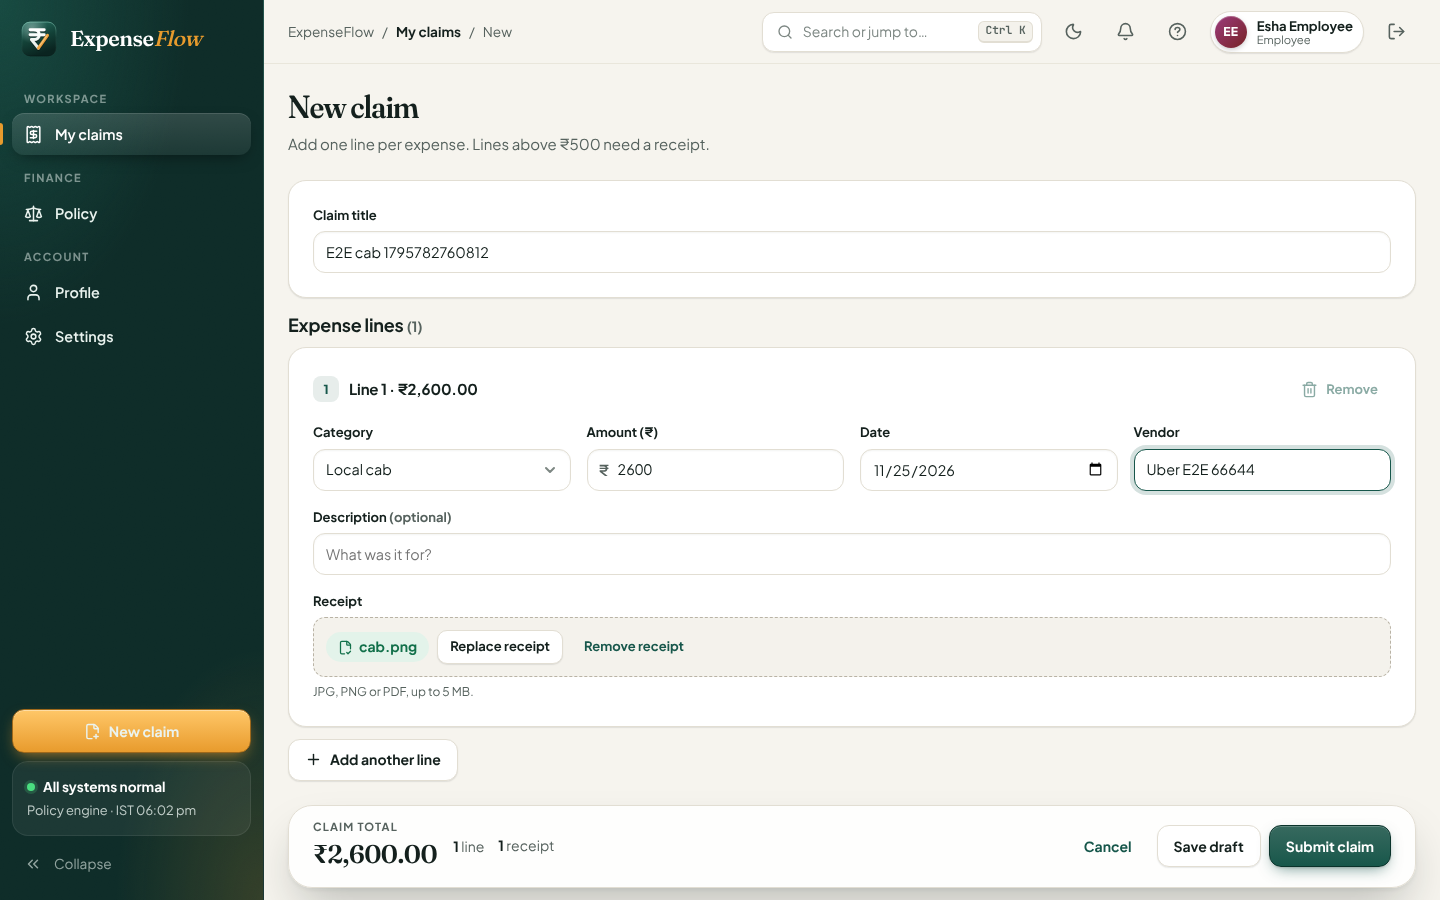 ExpenseFlow
WORKSPACE
My claims
FINANCE
Policy
ACCOUNT
Profile
Settings
New claim
All systems normal
Policy engine · IST 06:02 pm
Collapse
ExpenseFlow / My claims / New
Search or jump to...
Ctrl K
EE
Esha Employee
Employee
New claim
Add one line per expense. Lines above ₹500 need a receipt.
Claim title
E2E cab 1795782760812
Expense lines (1)
1 Line 1 · ₹2,600.00
Remove
Category
Amount (₹)
Date
Vendor
Local cab
₹ 2600
11/25/2026
Uber E2E 66644
Description (optional)
What was it for?
Receipt
cab.png
Replace receipt
Remove receipt
JPG, PNG or PDF, up to 5 MB.
Add another line
CLAIM TOTAL
₹2,600.00 1 line 1 receipt
Cancel
Save draft
Submit claim